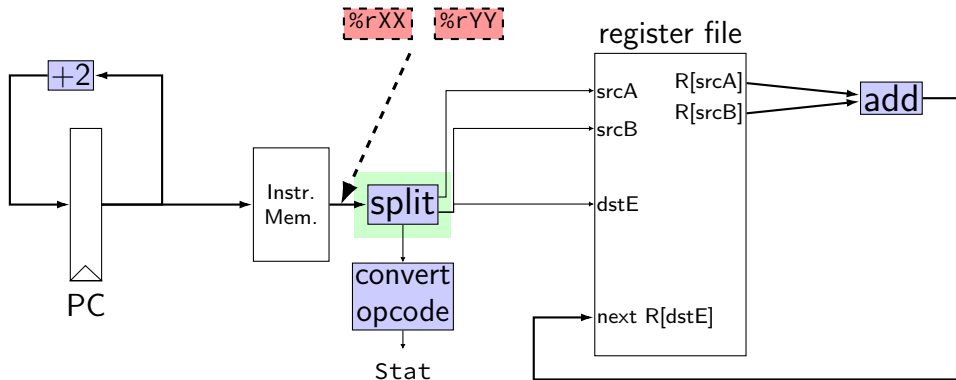 %rXX %rYY
register file
+2
srcA
R[srcA]
R[srcB]
add
srcB
Instr.
Mem.
split
dstE
convert
opcode
PC
next R[dstE]
Stat